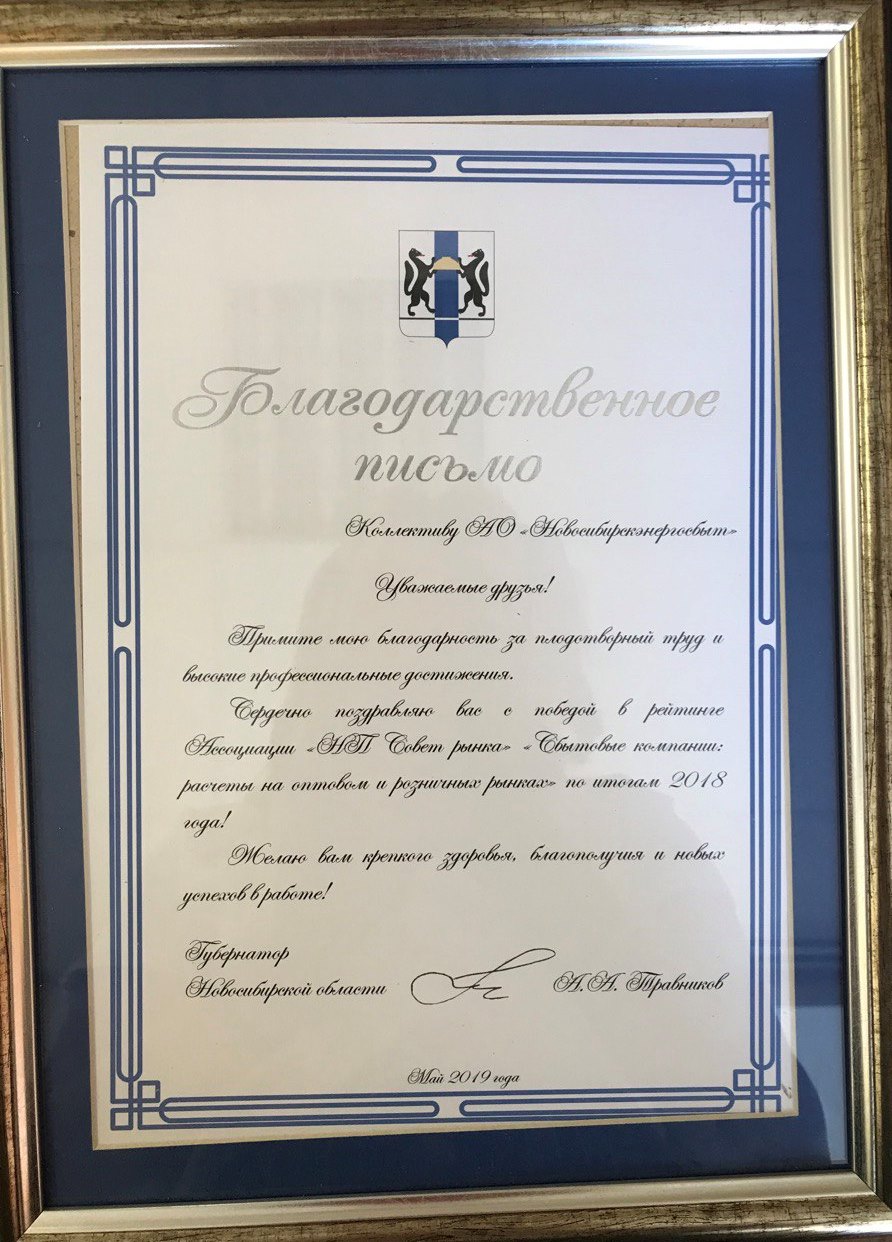 Благодарственное
письмо
Коллективу АО «Новосибирскэнергосбыт»
Уважаемые друзья!
Примите мою благодарность за плодотворный труд и
высокие профессиональные достижения.
Сердечно поздравляю вас с победой в рейтинге
Ассоциации «НП Совет рынка» «Сбытовые компании:
расчеты на оптовом и розничных рынках» по итогам 2018
года!
Желаю вам крепкого здоровья, благополучия и новых
успехов в работе!
Губернатор
Новосибирской области А.А. Травников
Май 2019 года